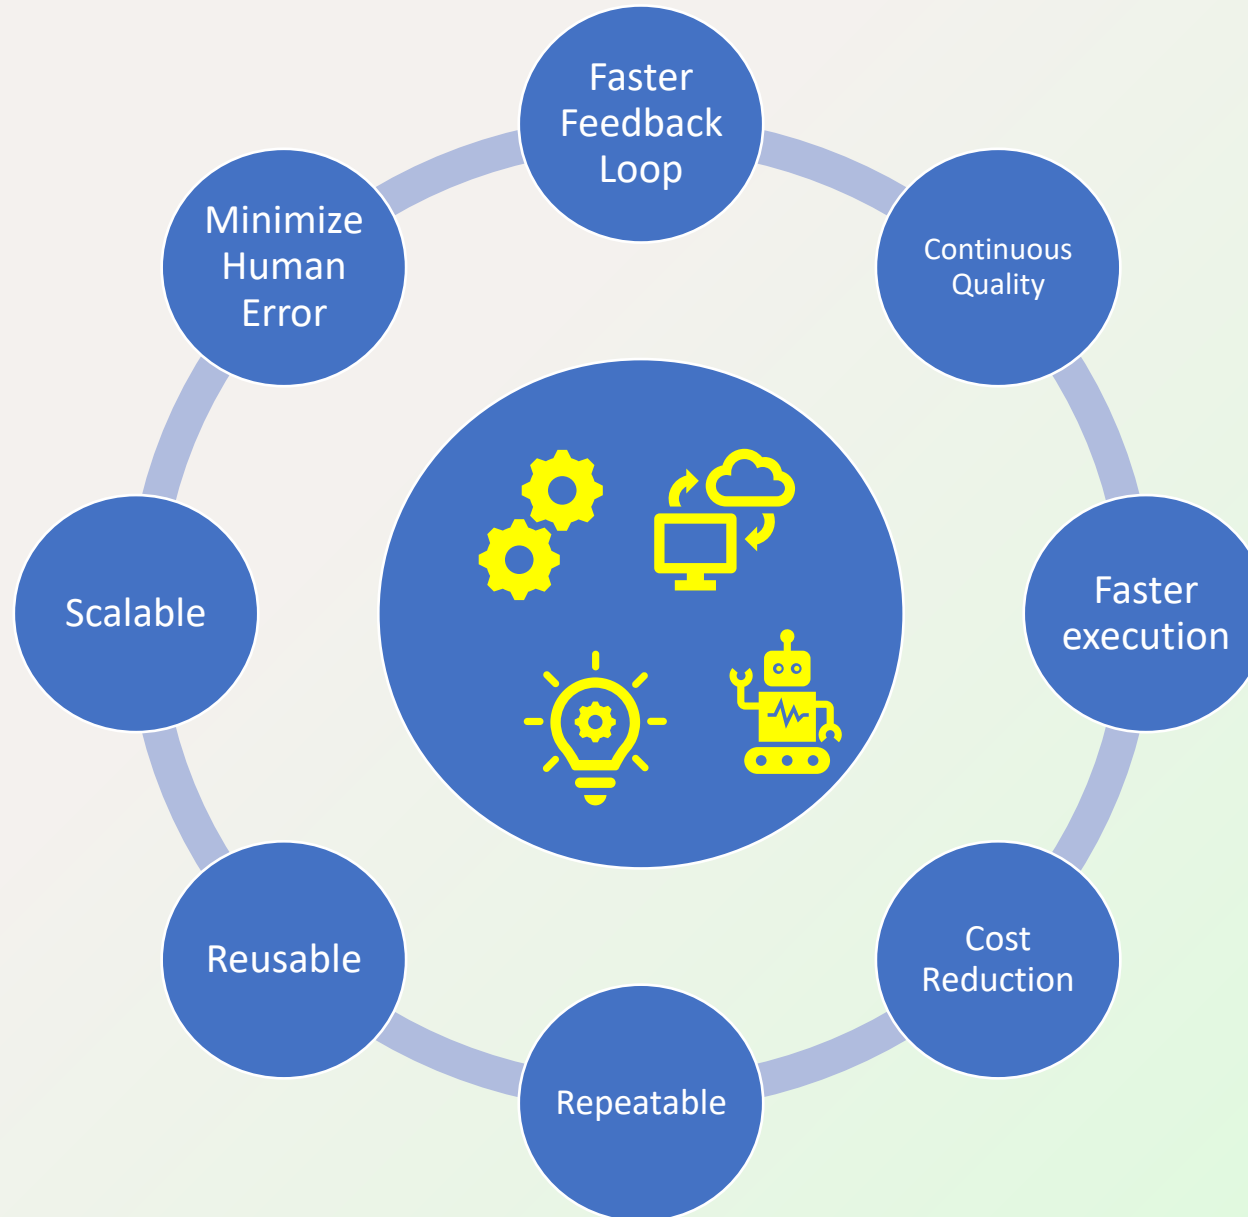 Faster
Feedback
Loop
Continuous
Quality
Faster
execution
Cost
Reduction
Repeatable
Reusable
Scalable
Minimize
Human
Error